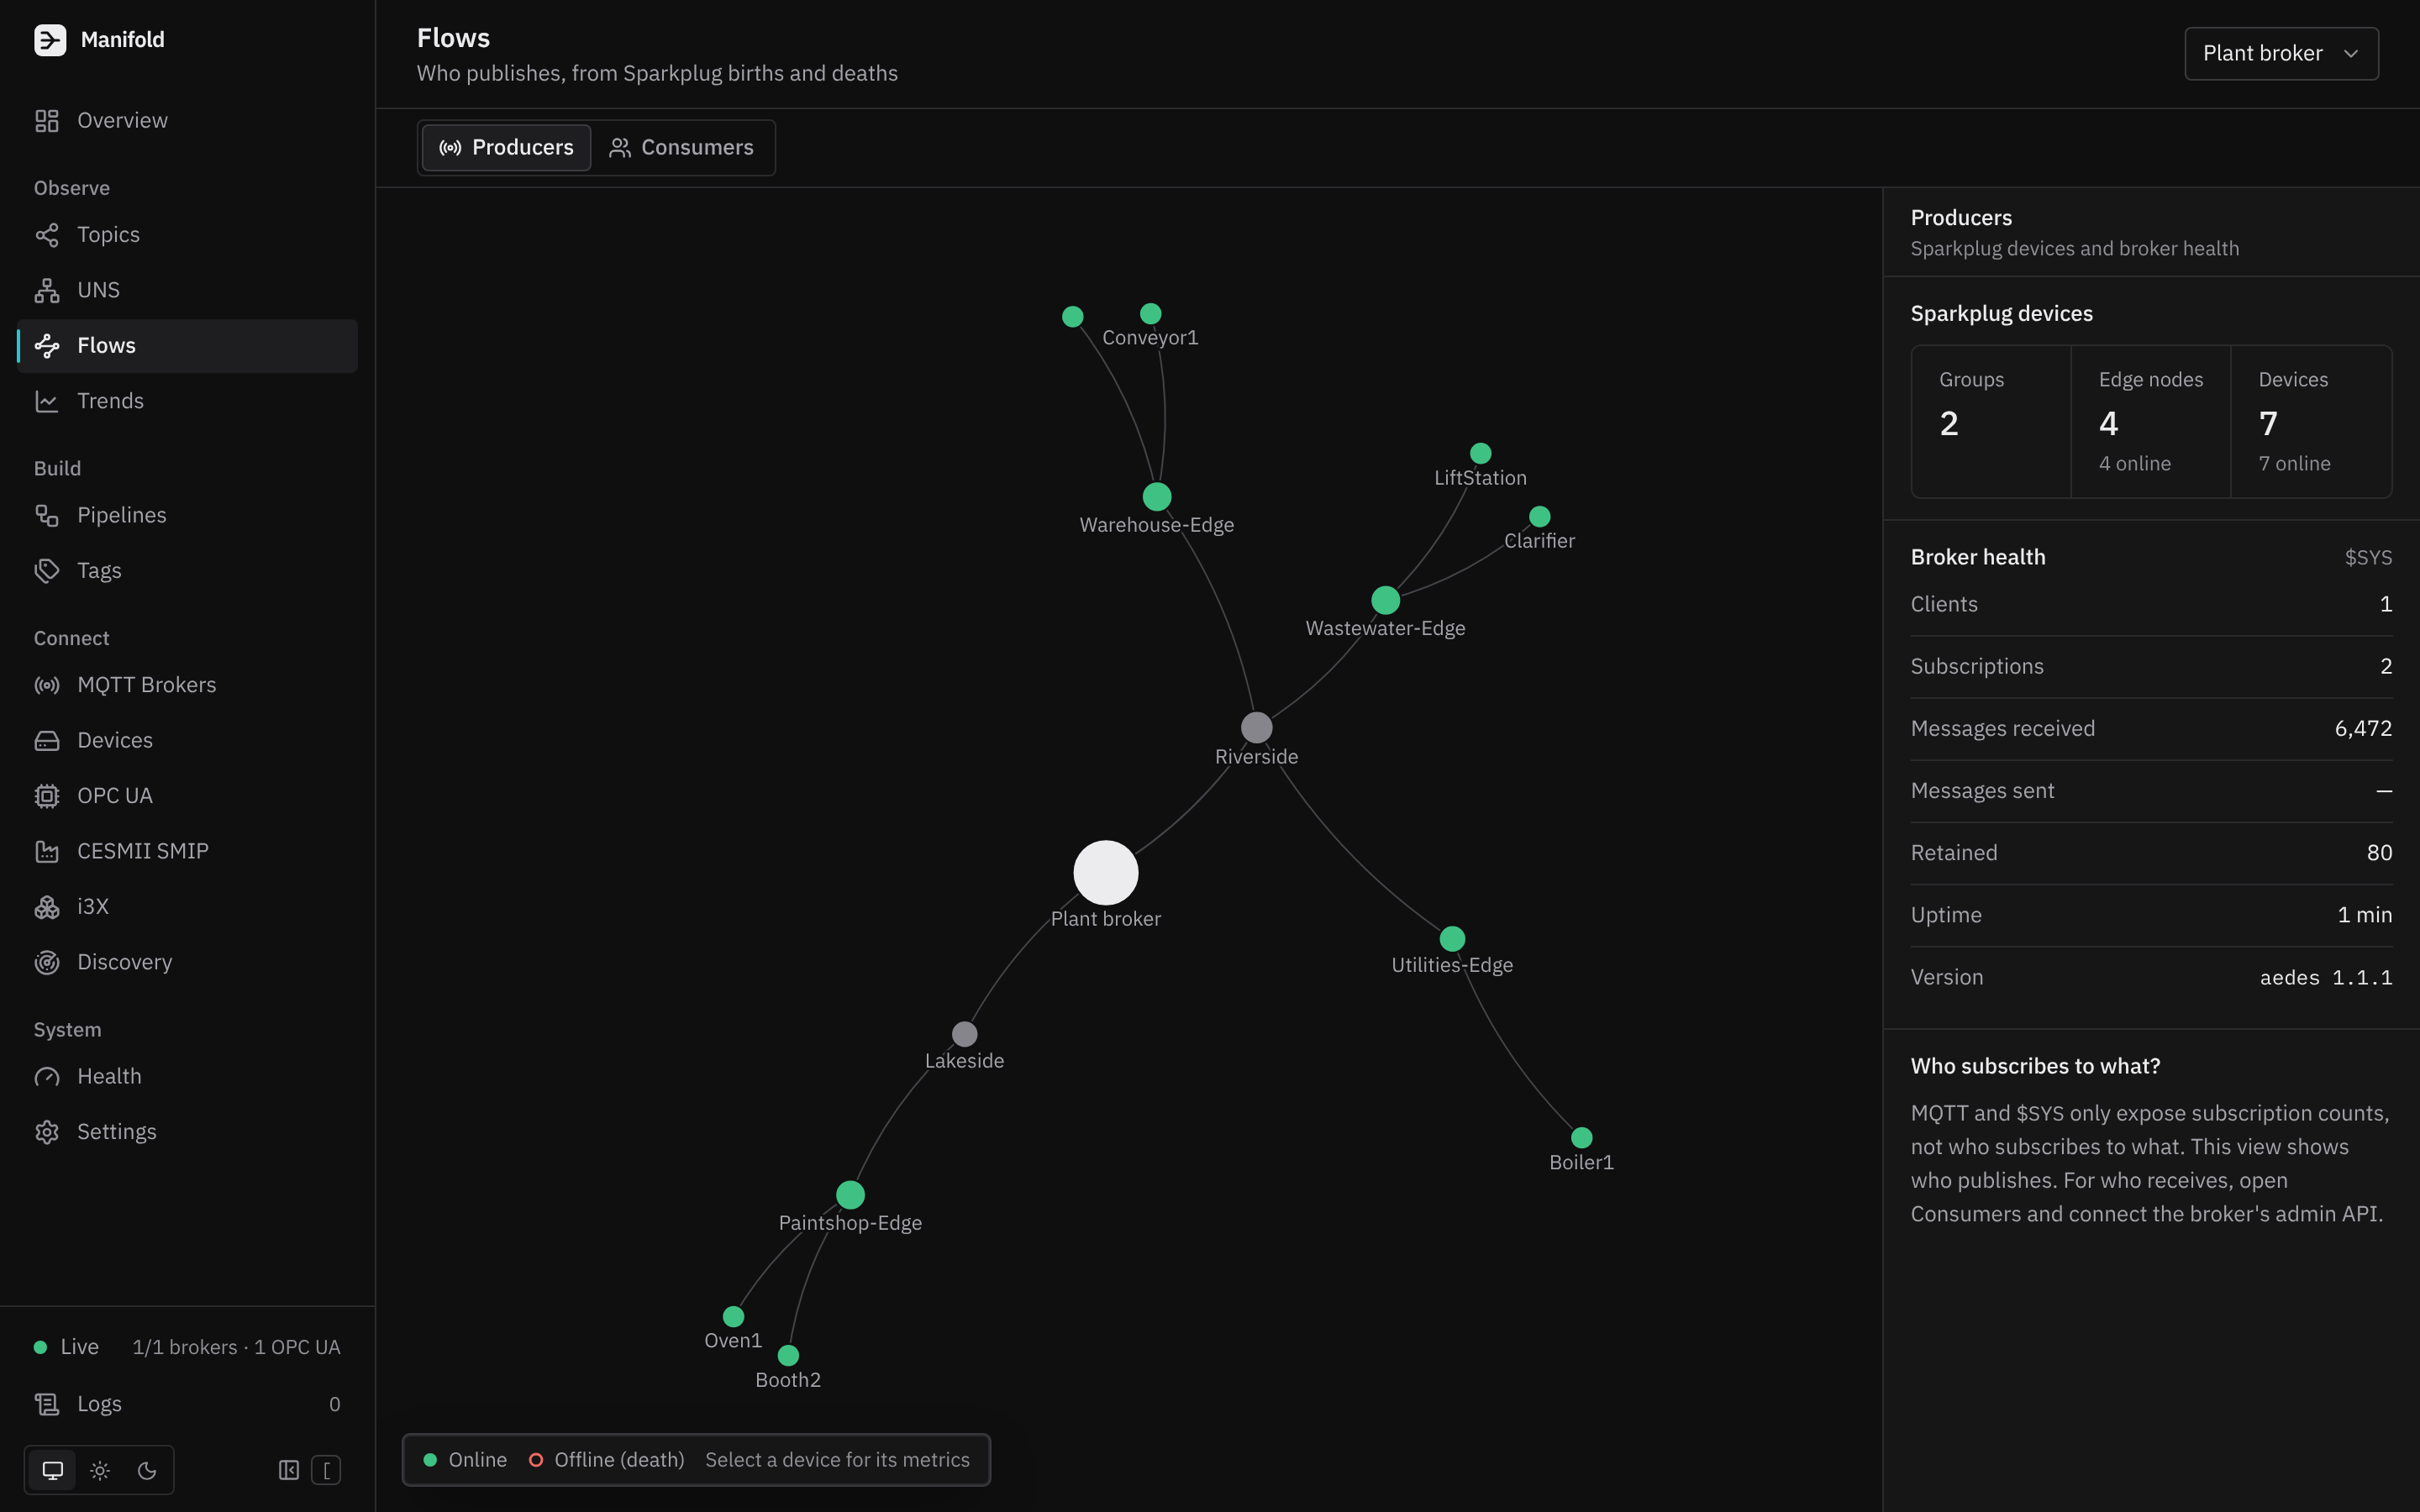 Manifold
Overview
Observe
Topics
UNS
Flows
Trends
Build
Pipelines
Tags
Connect
MQTT Brokers
Devices
OPC UA
CESMII SMIP
i3X
Discovery
System
Health
Settings
Live 1/1 brokers · 1 OPC UA
Logs 0
[
Flows
Who publishes, from Sparkplug births and deaths
Plant broker
Producers Consumers
Conveyor1
LiftStation
Warehouse-Edge
Clarifier
Wastewater-Edge
Riverside
Plant broker
Utilities-Edge
Lakeside
Boiler1
Paintshop-Edge
Oven1
Booth2
Online Offline (death) Select a device for its metrics
Producers
Sparkplug devices and broker health
Sparkplug devices
Groups Edge nodes Devices
2 4 7
4 online 7 online
Broker health $SYS
Clients 1
Subscriptions 2
Messages received 6,472
Messages sent —
Retained 80
Uptime 1 min
Version aedes 1.1.1
Who subscribes to what?
MQTT and $SYS only expose subscription counts,
not who subscribes to what. This view shows
who publishes. For who receives, open
Consumers and connect the broker's admin API.